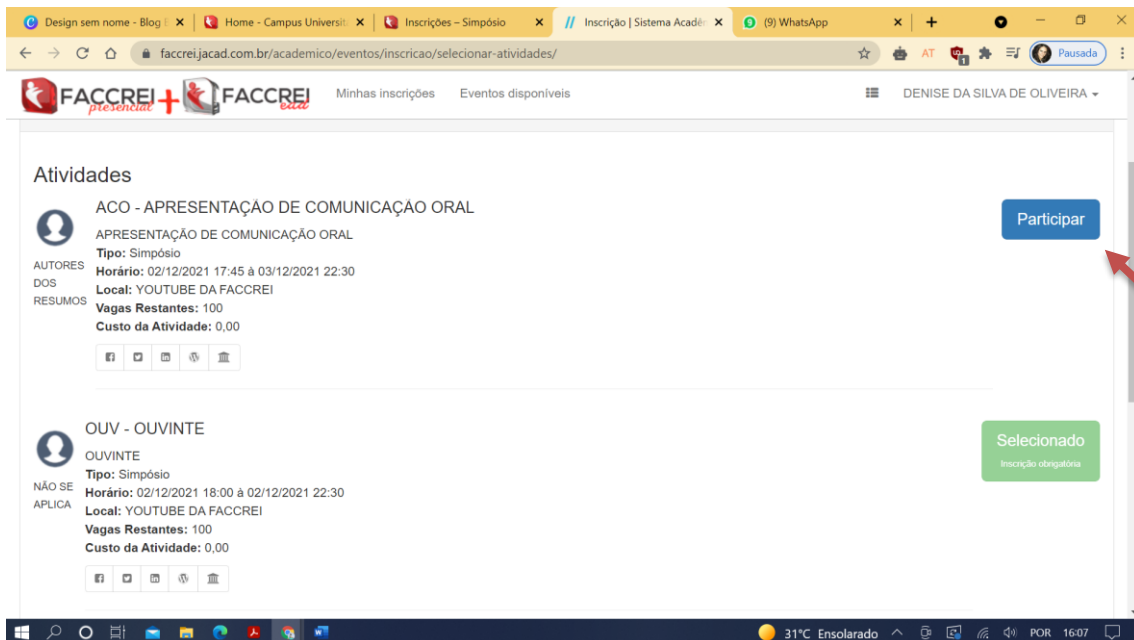 Design sem nome - Blog
Home - Campus Universit
Inscrições – Simpósio
Inscrição | Sistema Acadêm
(9) WhatsApp
faccrei.jacad.com.br/academico/eventos/inscricao/selecionar-atividades/
AT
1
Pausada
FACCREI presencial + FACCREI ead
Minhas inscrições
Eventos disponíveis
DENISE DA SILVA DE OLIVEIRA
Atividades
ACO - APRESENTAÇÃO DE COMUNICAÇÃO ORAL
Participar
APRESENTAÇÃO DE COMUNICAÇÃO ORAL
Tipo: Simpósio
AUTORES
DOS
RESUMOS
Horário: 02/12/2021 17:45 à 03/12/2021 22:30
Local: YOUTUBE DA FACCREI
Vagas Restantes: 100
Custo da Atividade: 0,00
OUV - OUVINTE
Selecionado
Inscrição obrigatória
OUVINTE
Tipo: Simpósio
NÃO SE
APLICA
Horário: 02/12/2021 18:00 à 02/12/2021 22:30
Local: YOUTUBE DA FACCREI
Vagas Restantes: 100
Custo da Atividade: 0,00
31°C Ensolarado
POR
16:07